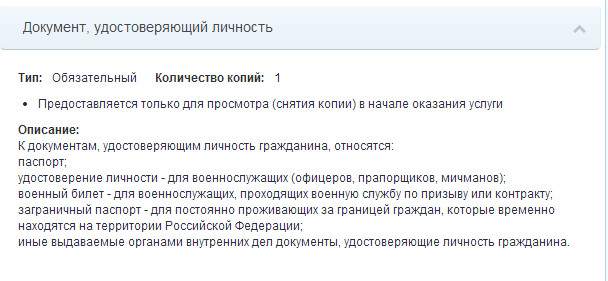 Документ, удостоверяющий личность
Тип: Обязательный Количество копий: 1
• Предоставляется только для просмотра (снятия копии) в начале оказания услуги
Описание:
К документам, удостоверяющим личность гражданина, относятся:
паспорт;
удостоверение личности - для военнослужащих (офицеров, прапорщиков, мичманов);
военный билет - для военнослужащих, проходящих военную службу по призыву или контракту;
заграничный паспорт - для постоянно проживающих за границей граждан, которые временно
находятся на территории Российской Федерации;
иные выдаваемые органами внутренних дел документы, удостоверяющие личность гражданина.